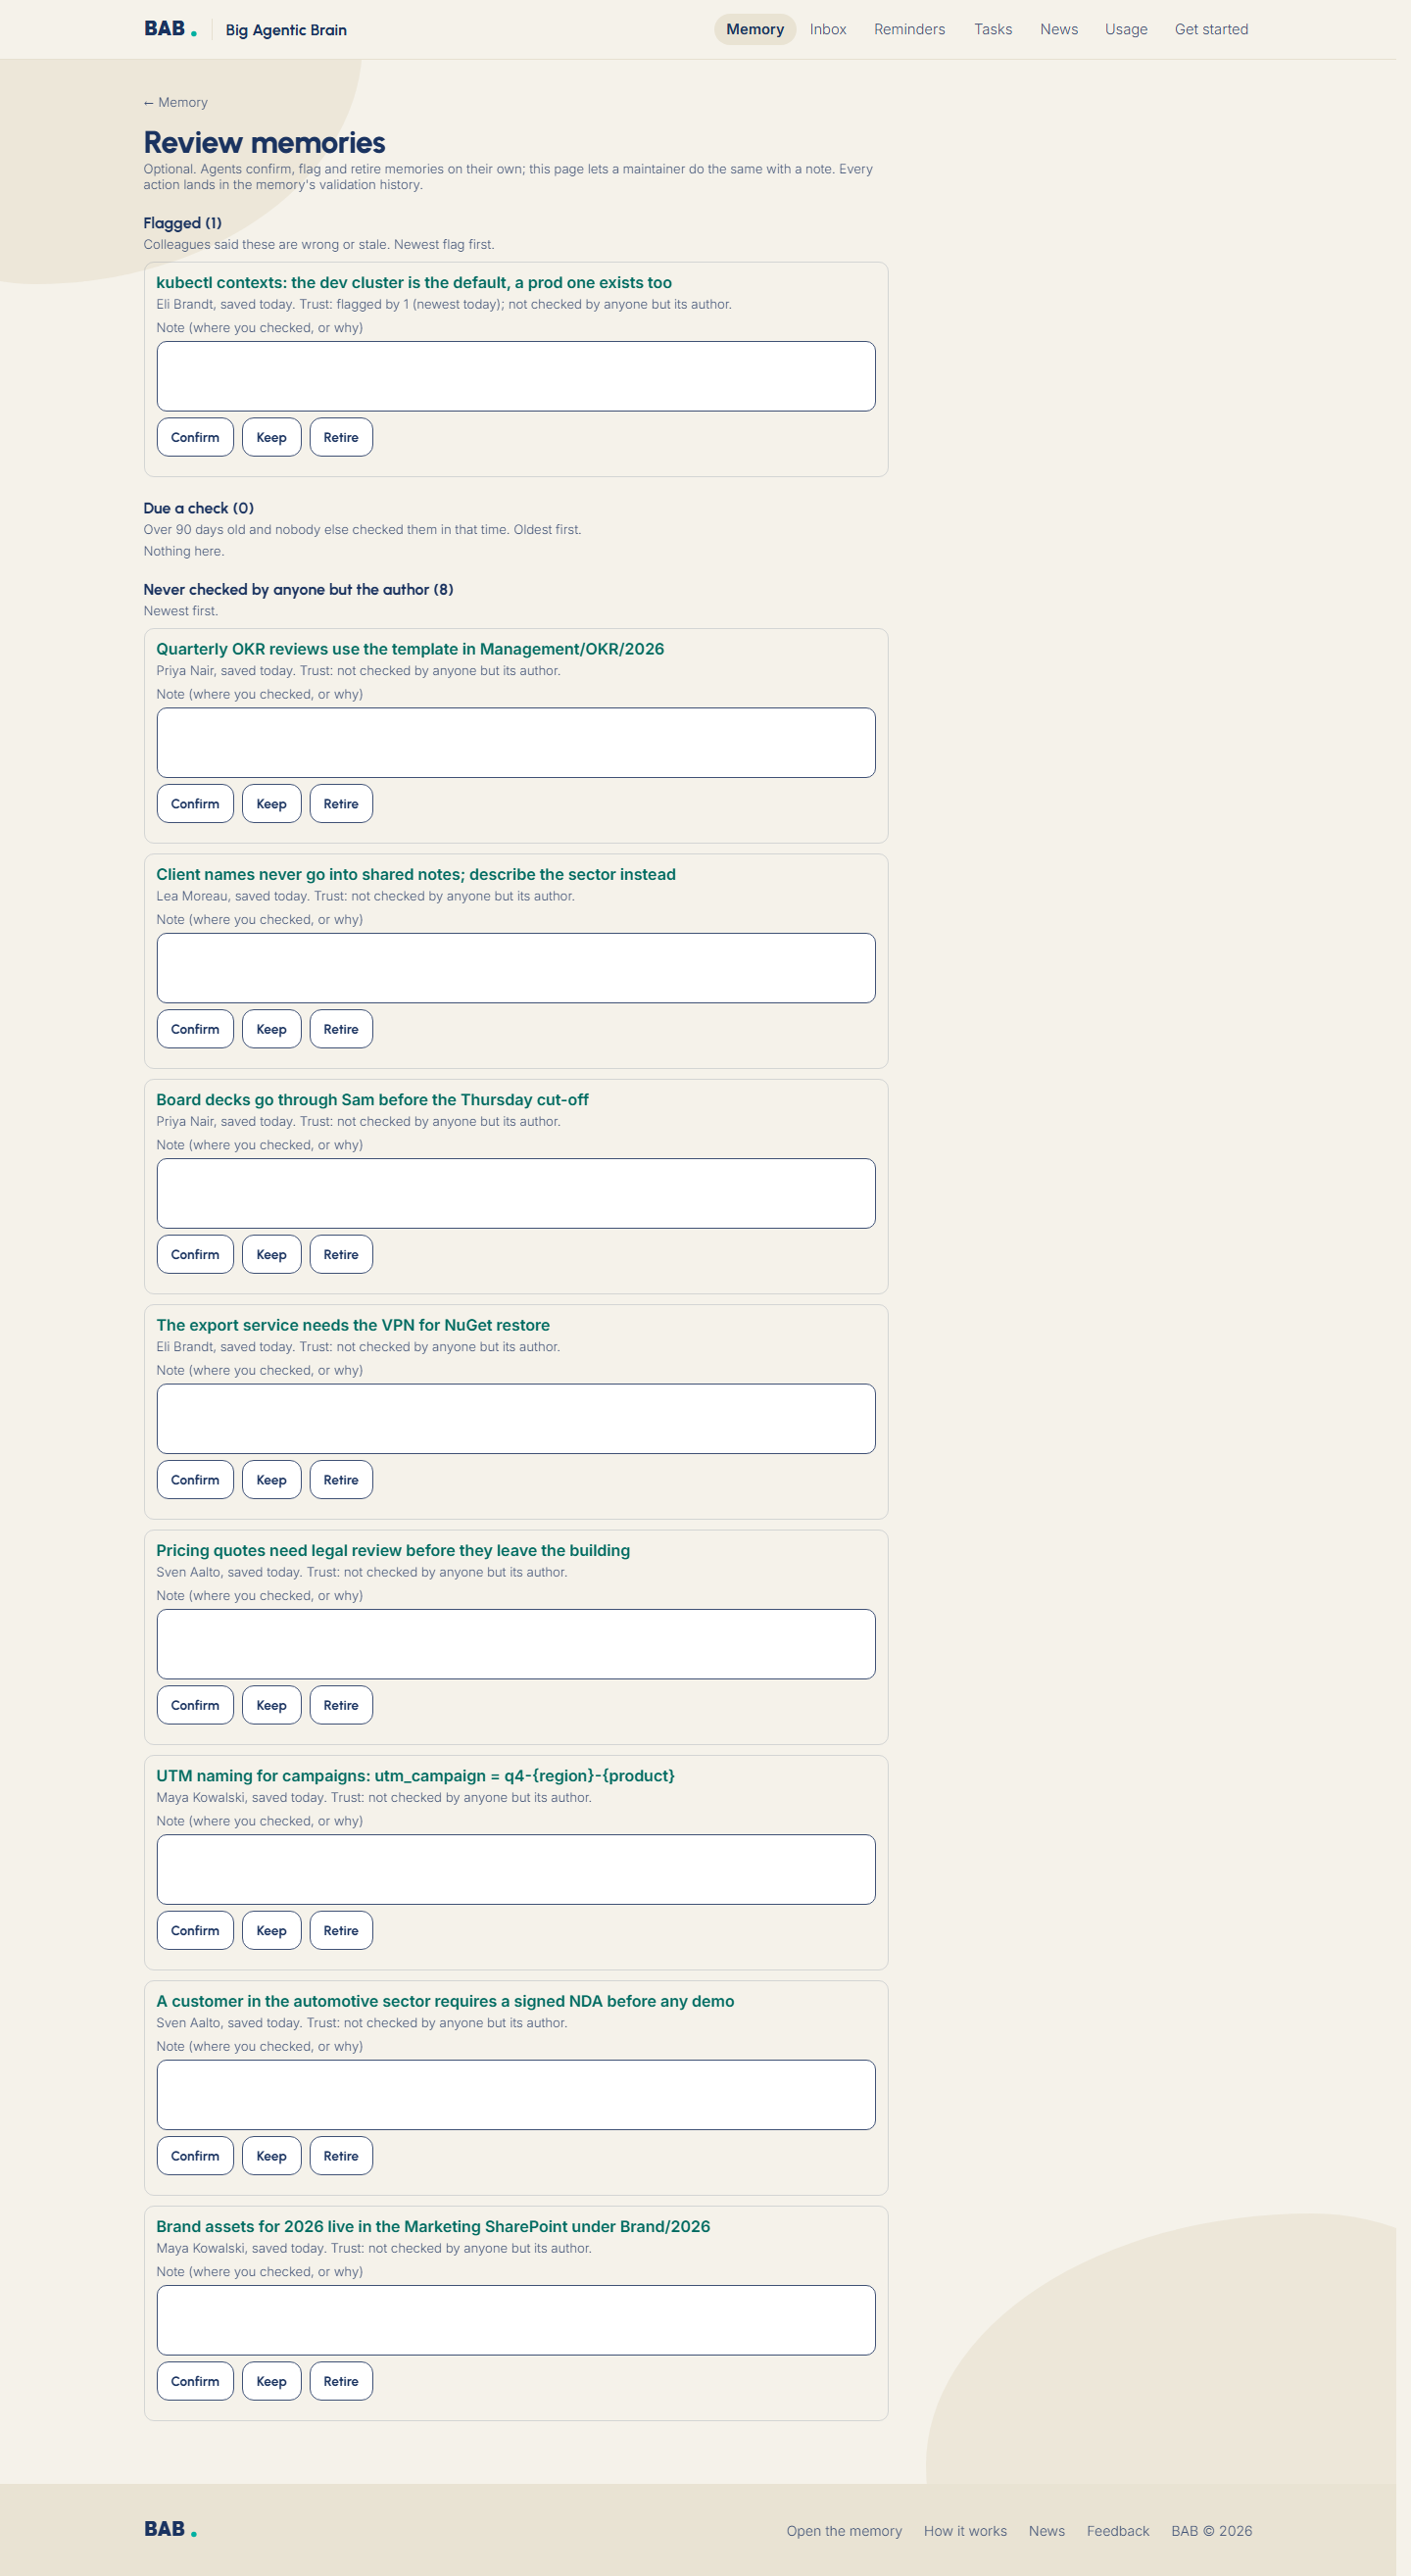 BAB.
Big Agentic Brain
Memory
Inbox
Reminders
Tasks
News
Usage
Get started
← Memory
Review memories
Optional. Agents confirm, flag and retire memories on their own; this page lets a maintainer do the same with a note. Every
action lands in the memory's validation history.
Flagged (1)
Colleagues said these are wrong or stale. Newest flag first.
kubectl contexts: the dev cluster is the default, a prod one exists too
Eli Brandt, saved today. Trust: flagged by 1 (newest today); not checked by anyone but its author.
Note (where you checked, or why)
Confirm
Keep
Retire
Due a check (0)
Over 90 days old and nobody else checked them in that time. Oldest first.
Nothing here.
Never checked by anyone but the author (8)
Newest first.
Quarterly OKR reviews use the template in Management/OKR/2026
Priya Nair, saved today. Trust: not checked by anyone but its author.
Note (where you checked, or why)
Confirm
Keep
Retire
Client names never go into shared notes; describe the sector instead
Lea Moreau, saved today. Trust: not checked by anyone but its author.
Note (where you checked, or why)
Confirm
Keep
Retire
Board decks go through Sam before the Thursday cut-off
Priya Nair, saved today. Trust: not checked by anyone but its author.
Note (where you checked, or why)
Confirm
Keep
Retire
The export service needs the VPN for NuGet restore
Eli Brandt, saved today. Trust: not checked by anyone but its author.
Note (where you checked, or why)
Confirm
Keep
Retire
Pricing quotes need legal review before they leave the building
Sven Aalto, saved today. Trust: not checked by anyone but its author.
Note (where you checked, or why)
Confirm
Keep
Retire
UTM naming for campaigns: utm_campaign = q4-{region}-{product}
Maya Kowalski, saved today. Trust: not checked by anyone but its author.
Note (where you checked, or why)
Confirm
Keep
Retire
A customer in the automotive sector requires a signed NDA before any demo
Sven Aalto, saved today. Trust: not checked by anyone but its author.
Note (where you checked, or why)
Confirm
Keep
Retire
Brand assets for 2026 live in the Marketing SharePoint under Brand/2026
Maya Kowalski, saved today. Trust: not checked by anyone but its author.
Note (where you checked, or why)
Confirm
Keep
Retire
BAB.
Open the memory
How it works
News
Feedback
BAB © 2026